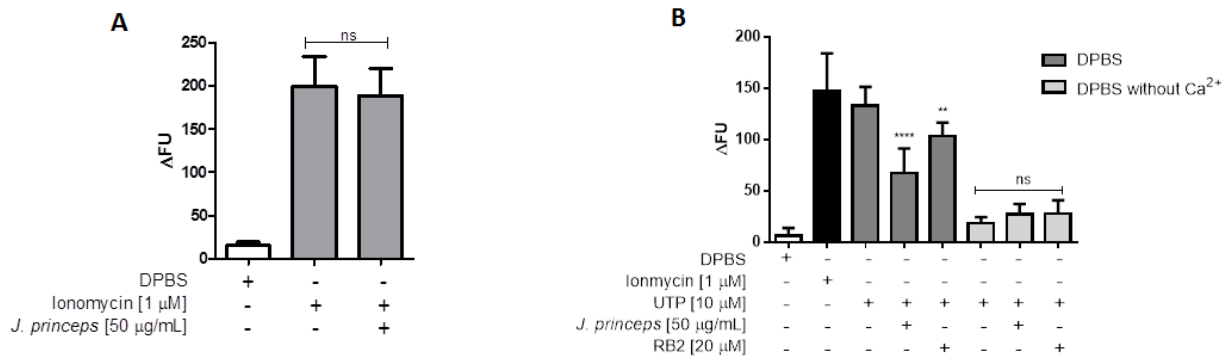 A
ns
250
200
150
100
50
0
ΔFU
DPBS + - -
Ionomycin [1 µM] - + +
J. princeps [50 µg/mL] - - +
B
200
150
100
50
0
ΔFU
DPBS
DPBS without Ca2+
****
**
ns
DPBS + - - - - - - -
Ionmycin [1 µM] - + - - - - - -
UTP [10 µM] - - + + + + + +
J. princeps [50 µg/mL] - - - + - - + -
RB2 [20 µM] - - - - + - - +